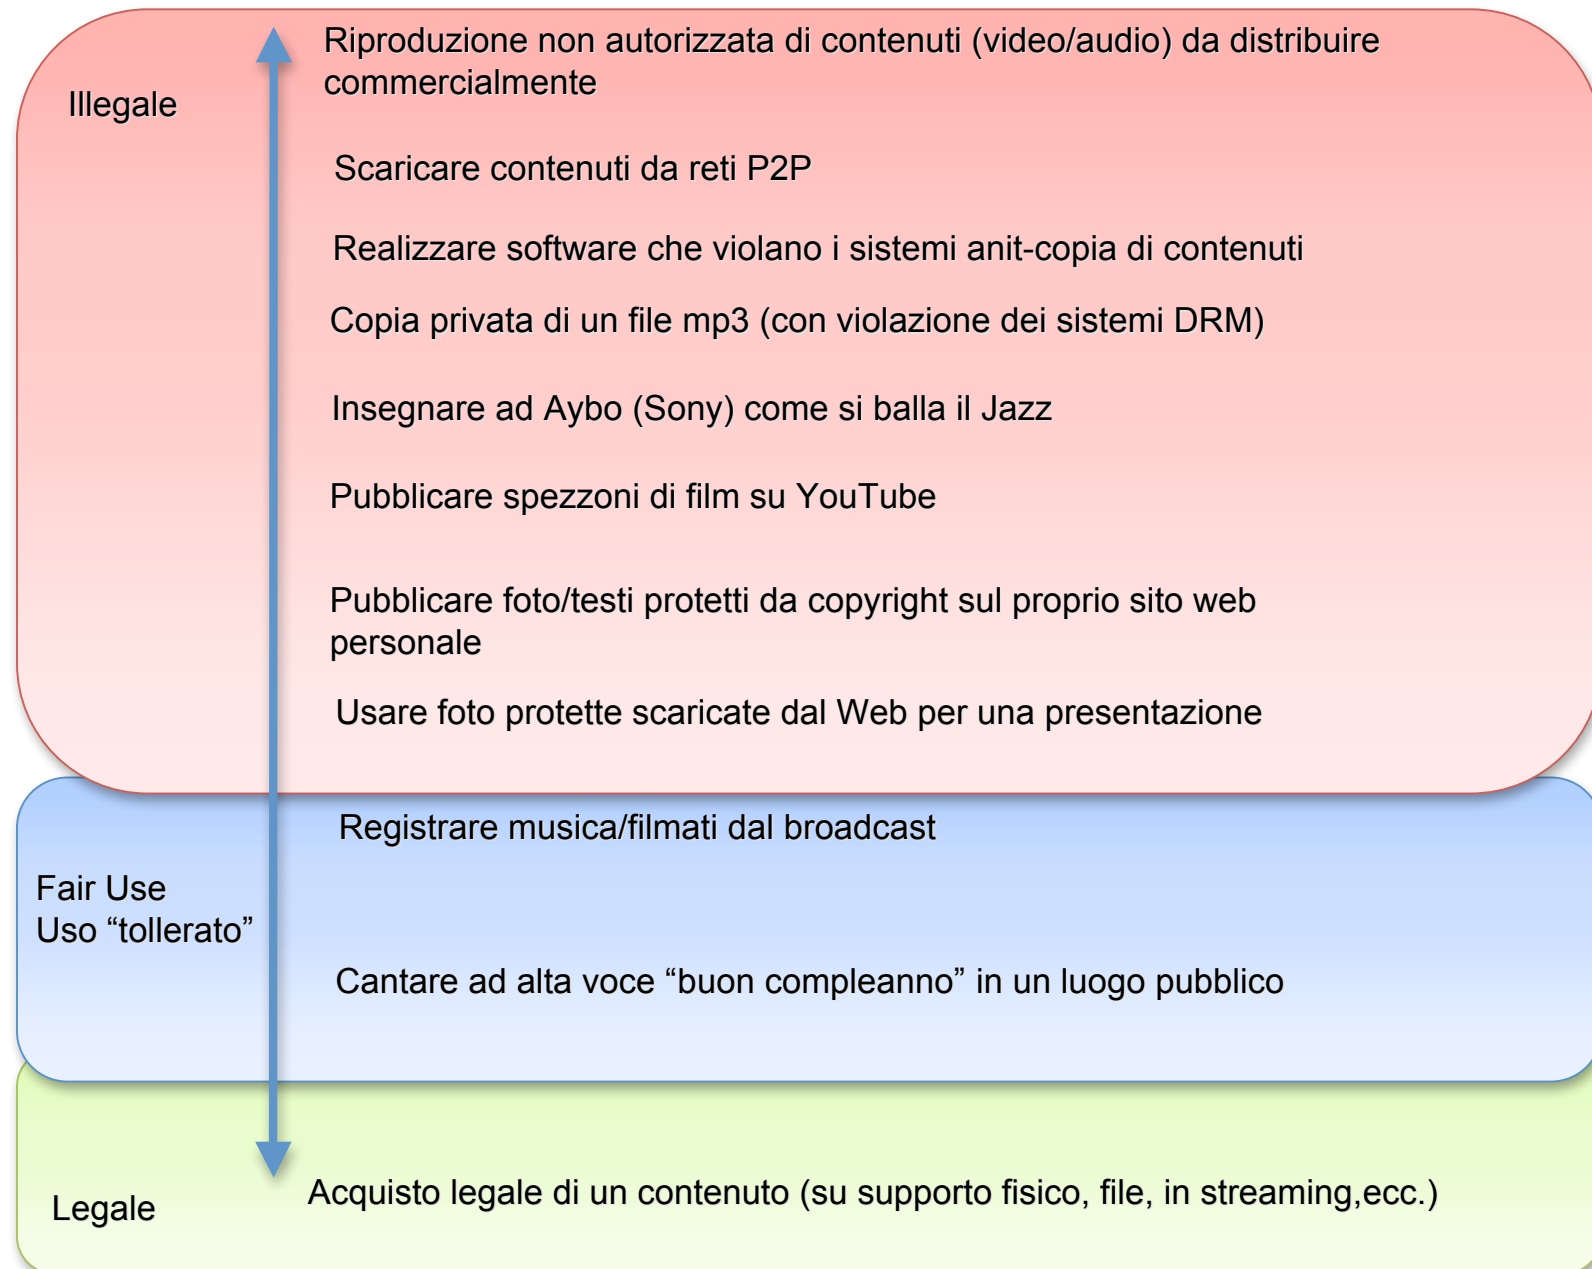 Riproduzione non autorizzata di contenuti (video/audio) da distribuire
commercialmente
Illegale
Scaricare contenuti da reti P2P
Realizzare software che violano i sistemi anit-copia di contenuti
Copia privata di un file mp3 (con violazione dei sistemi DRM)
Insegnare ad Aybo (Sony) come si balla il Jazz
Pubblicare spezzoni di film su YouTube
Pubblicare foto/testi protetti da copyright sul proprio sito web
personale
Usare foto protette scaricate dal Web per una presentazione
Registrare musica/filmati dal broadcast
Fair Use
Uso “tollerato”
Cantare ad alta voce “buon compleanno” in un luogo pubblico
Acquisto legale di un contenuto (su supporto fisico, file, in streaming,ecc.)
Legale